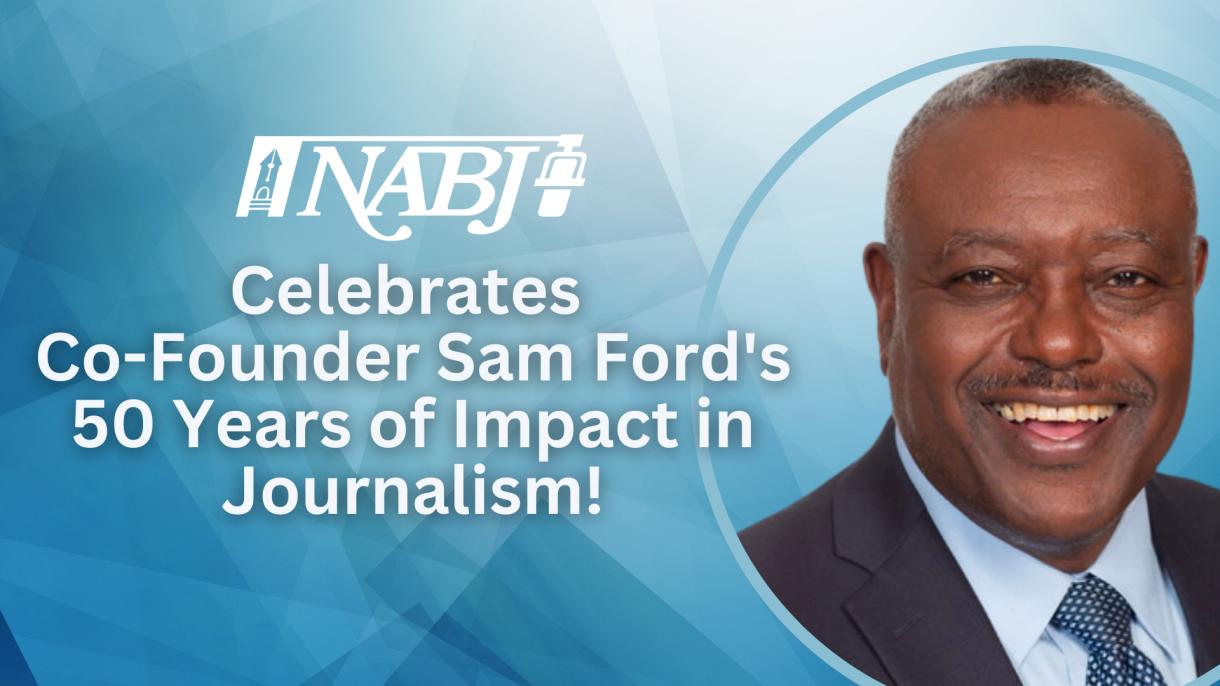 NABJ
Celebrates
Co-Founder Sam Ford's
50 Years of Impact in
Journalism!